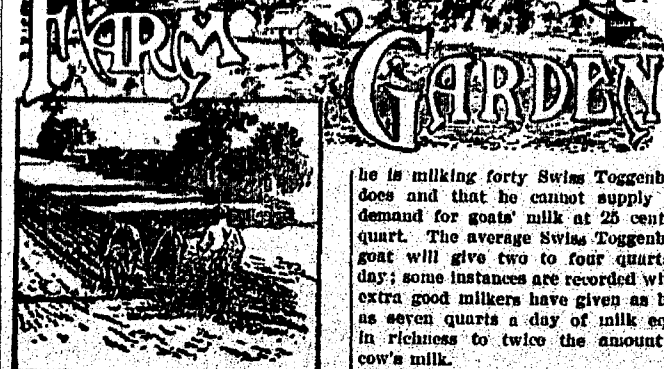 FARM AND
GARDEN
he is milking forty Swiss Toggenb
does and that he cannot supply
demand for goats' milk at 25 cent
quart. The average Swiss Toggenb
goat will give two to four quarts
day; some instances are recorded wh
extra good milkers have given as
as seven quarts a day of milk eq
in richness to twice the amount
cow's milk.